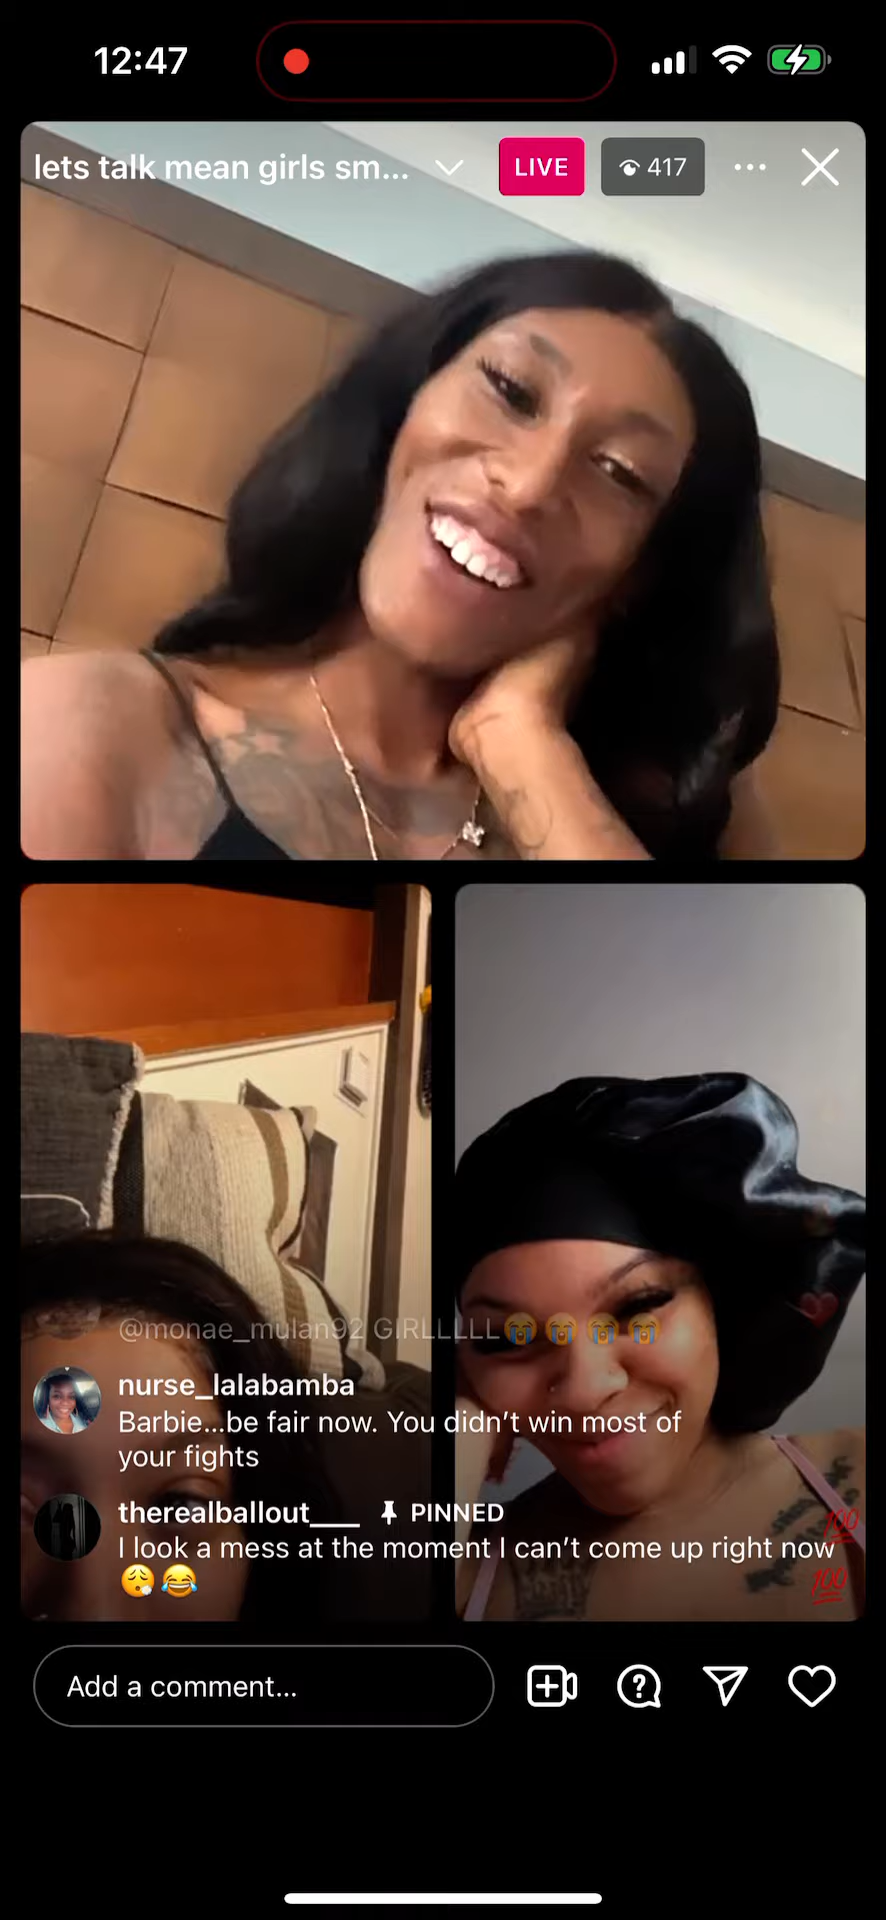 12:47
lets talk mean girls sm...
LIVE
417
@monae_mulan92 GIRLLLLL😭😭😭😭
nurse_lalabamba
Barbie...be fair now. You didn't win most of
your fights
therealballout____ PINNED
I look a mess at the moment I can't come up right now
😮‍💨😂
💯
💯
Add a comment...